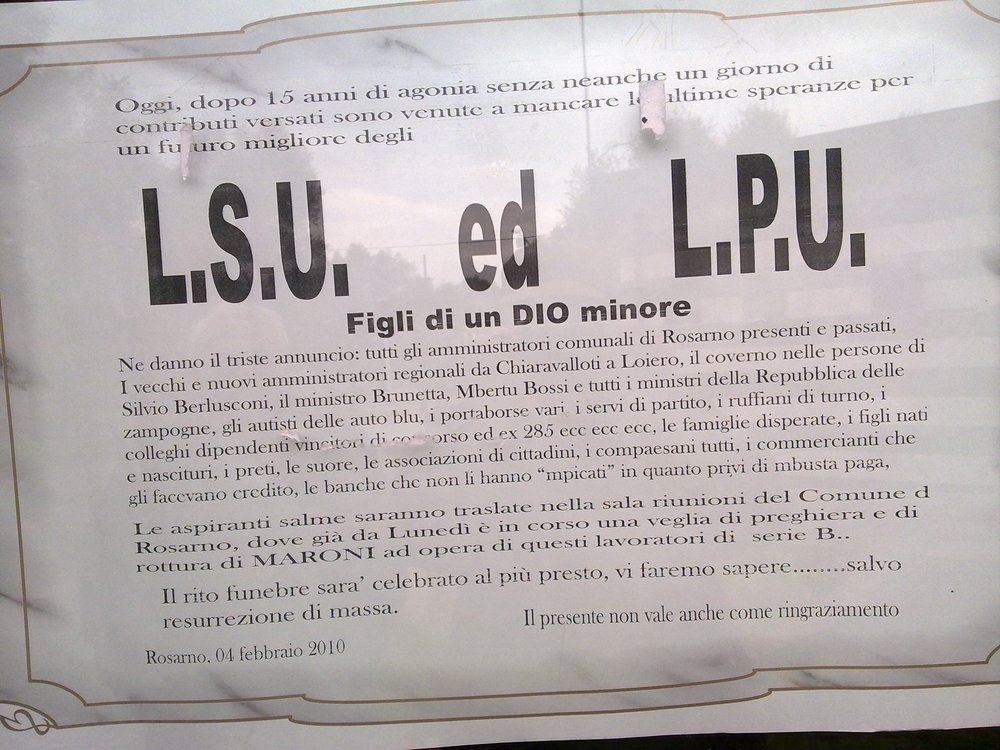 Oggi, dopo 15 anni di agonia senza neanche un giorno di
contributi versati sono venute a mancare le ultime speranze per
un futuro migliore degli
L.S.U. ed L.P.U.
Figli di un DIO minore
Ne danno il triste annuncio: tutti gli amministratori comunali di Rosarno presenti e passati,
I vecchi e nuovi amministratori regionali da Chiaravalloti a Loiero, il governo nelle persone di
Silvio Berlusconi, il ministro Brunetta, Mbertu Bossi e tutti i ministri della Repubblica delle
zampogne, gli autisti delle auto blu, i portaborse vari i servi di partito, i ruffiani di turno, i
colleghi dipendenti vincitori di concorso ed ex 285 ecc ecc ecc, le famiglie disperate, i figli nati
e nascituri, i preti, le suore, le associazioni di cittadini, i compaesani tutti, i commercianti che
gli facevano credito, le banche che non li hanno “mpicati” in quanto privi di mbusta paga,
Le aspiranti salme saranno traslate nella sala riunioni del Comune d
Rosarno, dove già da Lunedì è in corso una veglia di preghiera e di
rottura di MARONI ad opera di questi lavoratori di serie B..
Il rito funebre sara’ celebrato al più presto, vi faremo sapere........salvo
resurrezione di massa.
Il presente non vale anche come ringraziamento
Rosarno, 04 febbraio 2010